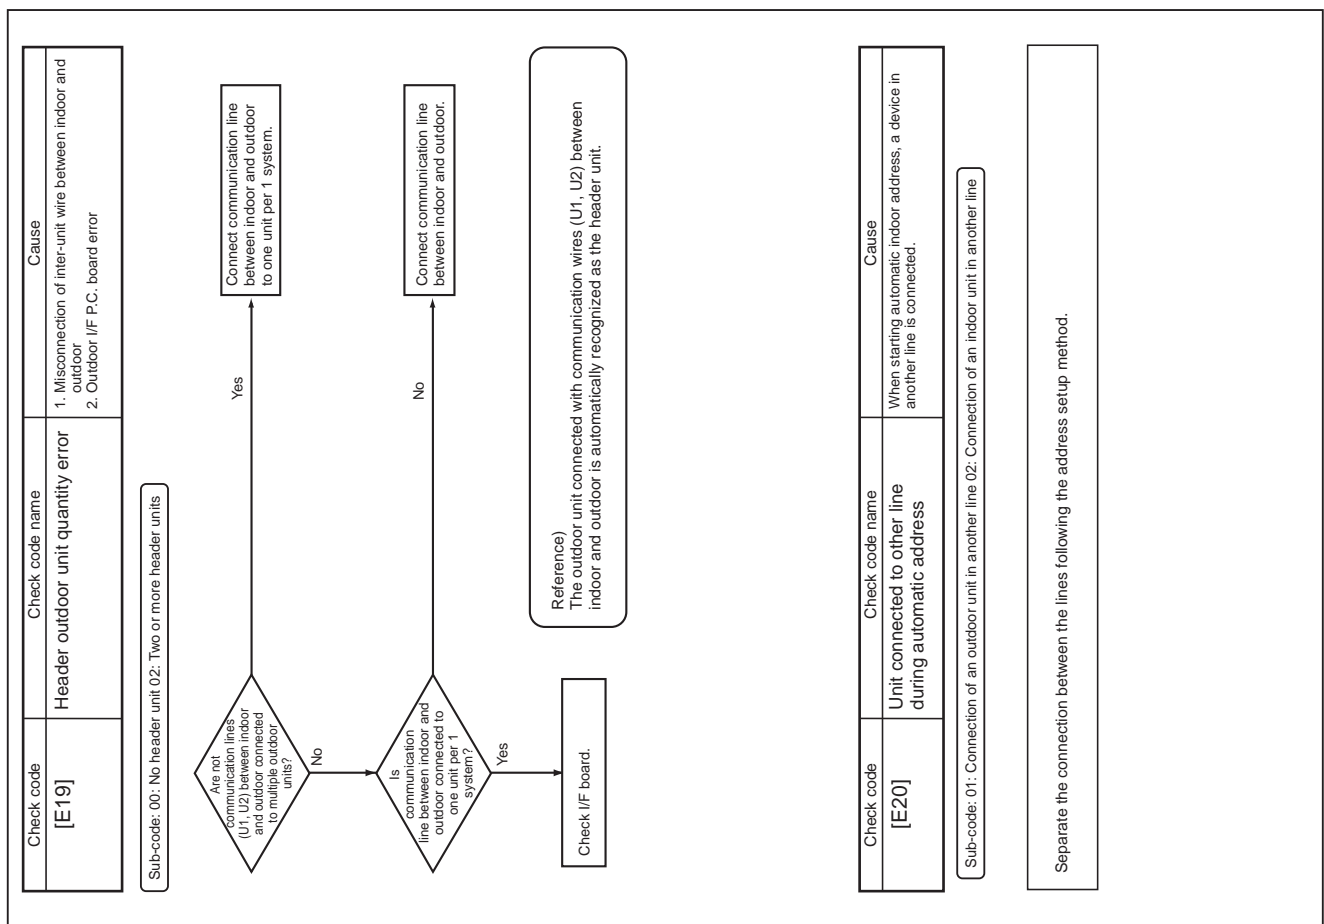 Check code
Check code name
Cause
[E19]
Header outdoor unit quantity error
1. Misconnection of inter-unit wire between indoor and
outdoor
2. Outdoor I/F P.C. board error
Sub-code: 00: No header unit 02: Two or more header units
Are not
communication lines
(U1, U2) between indoor
and outdoor connected
to multiple outdoor
units?
Yes
Connect communication line
between indoor and outdoor
to one unit per 1 system.
No
Is
communication
line between indoor and
outdoor connected to
one unit per 1
system?
No
Connect communication line
between indoor and outdoor.
Yes
Check I/F board.
Reference)
The outdoor unit connected with communication wires (U1, U2) between
indoor and outdoor is automatically recognized as the header unit.
Check code
Check code name
Cause
[E20]
Unit connected to other line
during automatic address
When starting automatic indoor address, a device in
another line is connected.
Sub-code: 01: Connection of an outdoor unit in another line 02: Connection of an indoor unit in another line
Separate the connection between the lines following the address setup method.